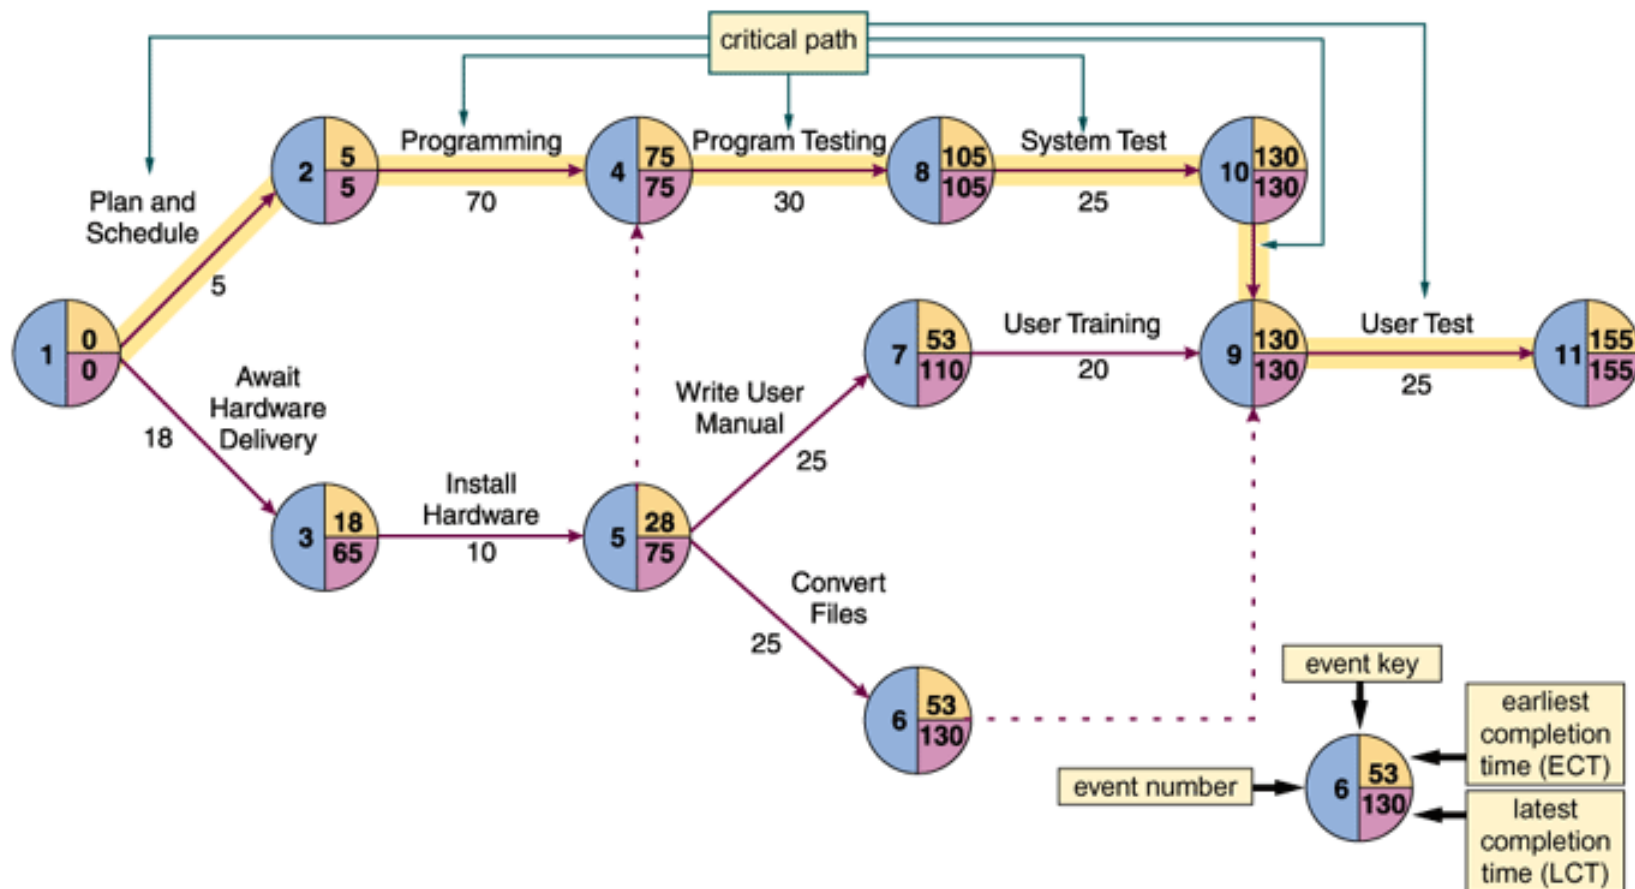 critical path
Programming
Program Testing
System Test
2
5
5
4
75
75
8
105
105
10
130
130
70
30
25
Plan and
Schedule
5
1
0
0
Await
Hardware
Delivery
18
User Training
User Test
7
53
110
9
130
130
11
155
155
20
25
Write User
Manual
25
Install
Hardware
3
18
65
10
5
28
75
Convert
Files
25
6
53
130
event key
event number
6
53
130
earliest
completion
time (ECT)
latest
completion
time (LCT)